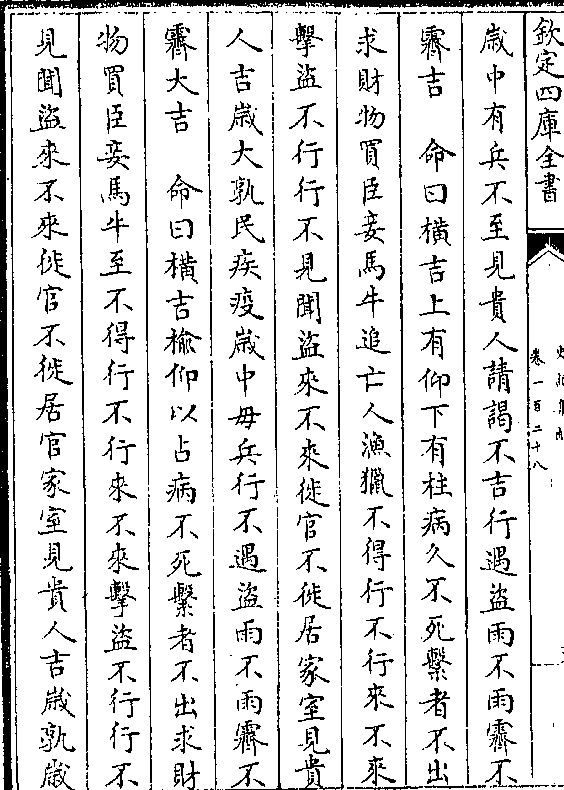 欽定四庫全書
卷一百二十八
歲中有兵不至見貴人請謁不吉行遇盜雨不雨霽不
霽吉　命曰橫吉上有仰下有柱病久不死繫者不出
求財物買臣妾馬牛追亡人漁獵不得行不行來不來
擊盜不行行不見聞盜來不來徙官不徙居家室見貴
人吉歲大孰民疾疫歲中毋兵行不遇盜雨不雨霽不
霽大吉　命曰橫吉榆仰以占病不死繫者不出求財
物買臣妾馬牛至不得行不行來不來擊盜不行行不
見聞盜來不來徙官不徙居官家室見貴人吉歲孰歲